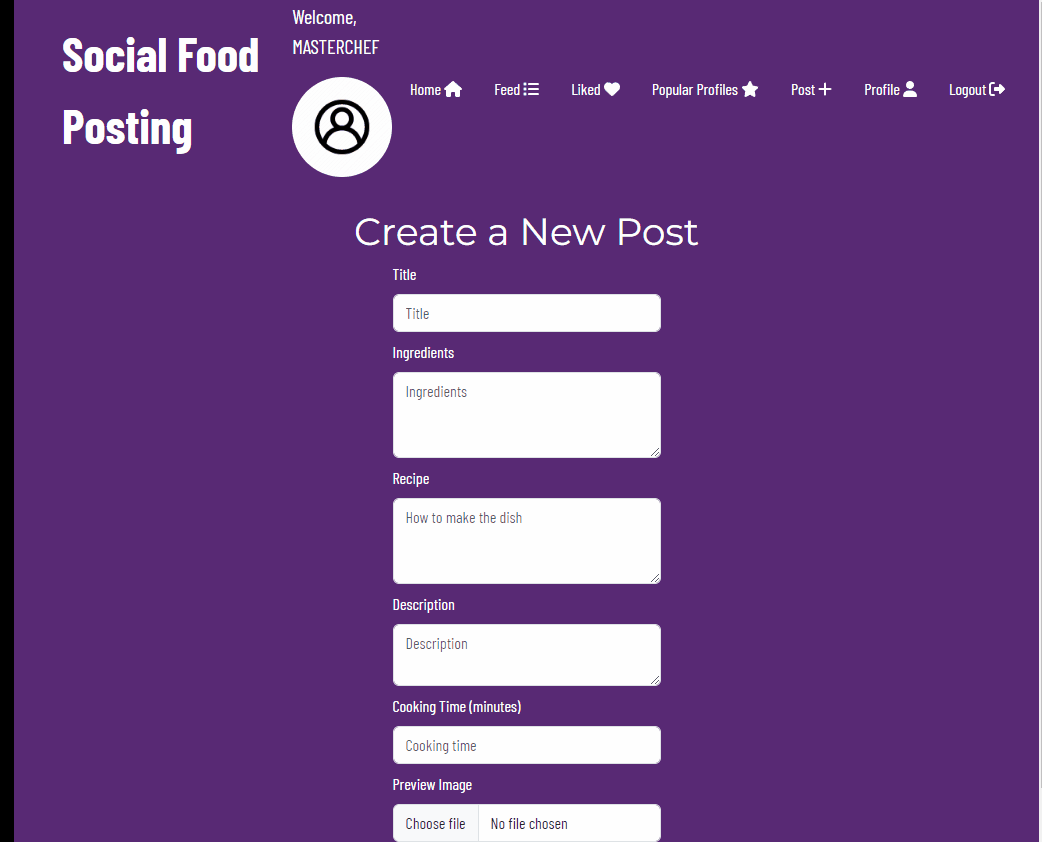 Social Food
Posting
Welcome,
MASTERCHEF
Home
Feed
Liked
Popular Profiles
Post
Profile
Logout
Create a New Post
Title
Title
Ingredients
Ingredients
Recipe
How to make the dish
Description
Description
Cooking Time (minutes)
Cooking time
Preview Image
Choose file No file chosen